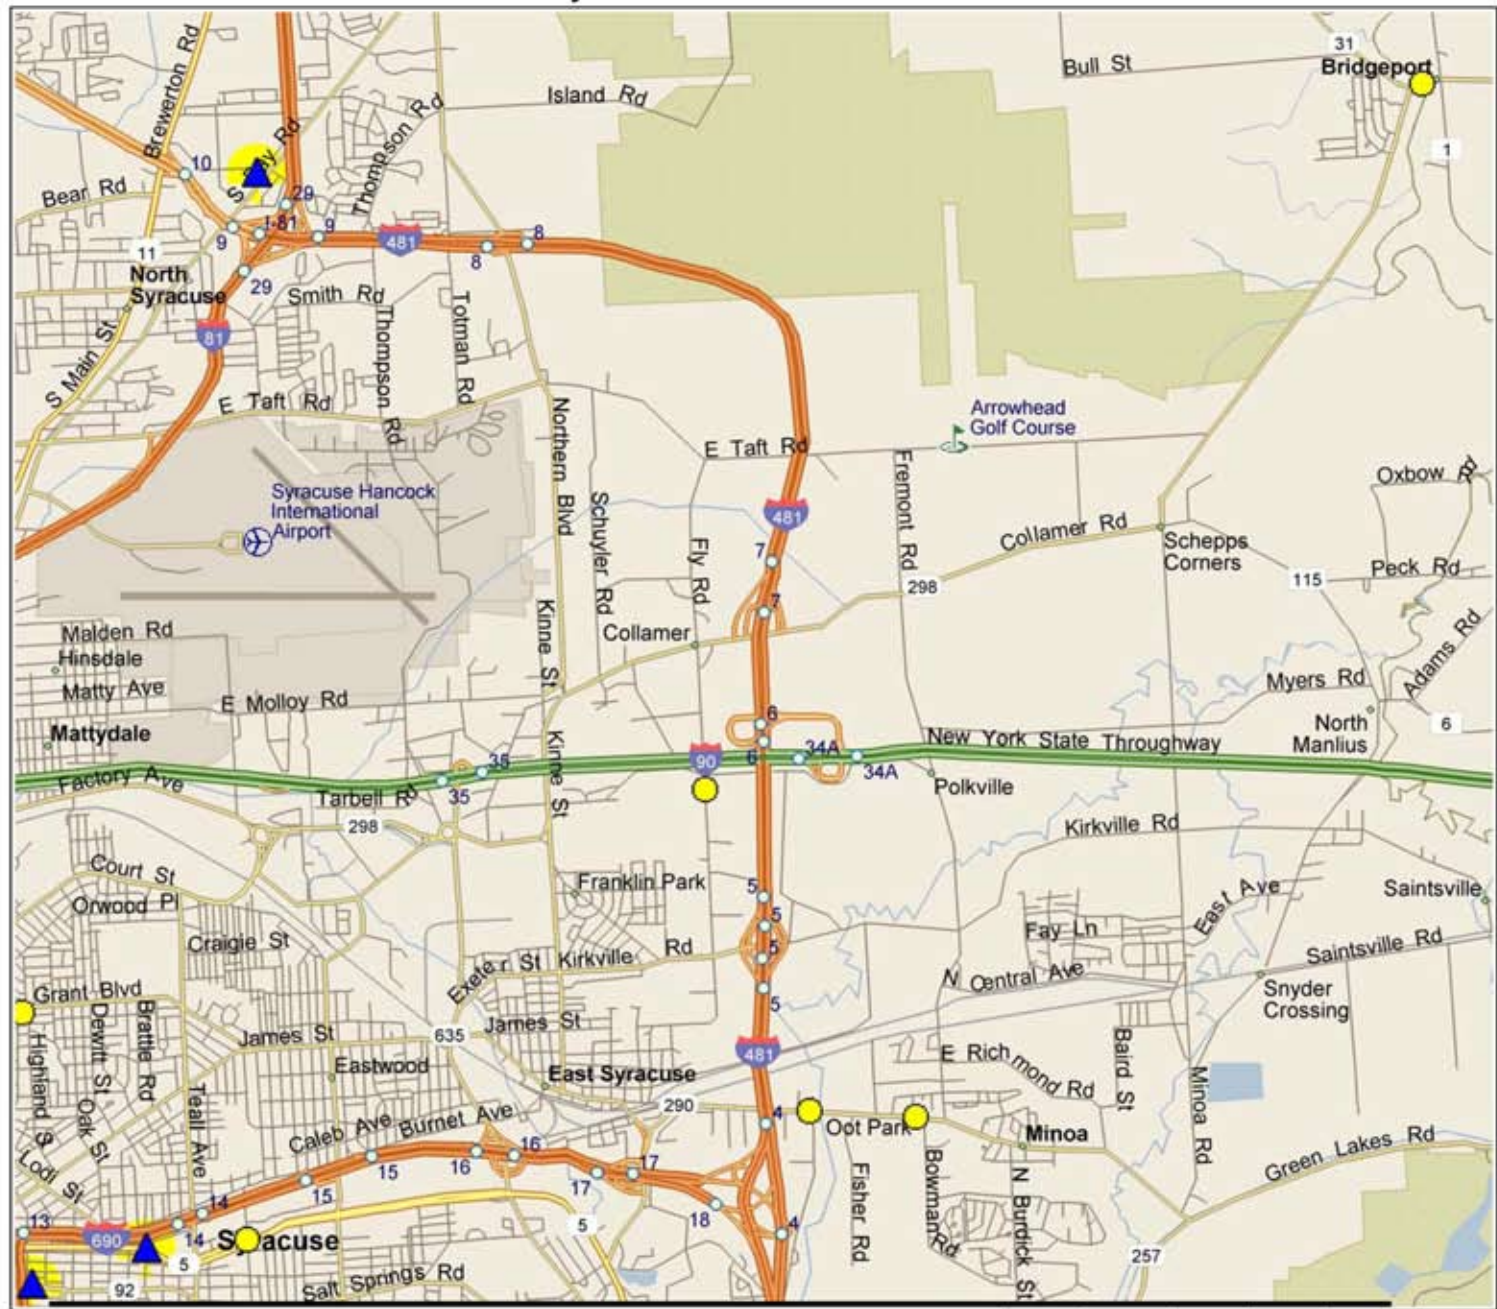 31
Bridgeport
Bull St
Island Rd
Brewerton Rd
Thompson Rd
S Bay Rd
1
10
Bear Rd
29
I-81
9
9
481
8
8
11
North
Syracuse
29
Smith Rd
Totman Rd
Thompson Rd
81
S Main St
E Taft Rd
Arrowhead
Golf Course
Northern Blvd
E Taft Rd
Fremont Rd
Oxbow Rd
Syracuse Hancock
International
Airport
Schuyler Rd
481
Collamer Rd
Schepps
Corners
Fly Rd
7
298
115
Peck Rd
7
Kinne St
Malden Rd
Collamer
Hinsdale
Adams Rd
Matty Ave
E Molloy Rd
Myers Rd
6
North
Manlius
6
Mattydale
Kinne St
New York State Throughway
34A
90
6
34A
35
35
Factory Ave
Tarbell Rd
Polkville
298
Kirkville Rd
Court St
Franklin Park
5
East Ave
Saintsville
Orwood Pl
5
Fay Ln
Craigie St
Exeter St
Kirkville Rd
5
Saintsville Rd
N Central Ave
Grant Blvd
5
Snyder
Crossing
Highland S
Dewitt St
Brattle Rd
James St
635
James St
481
Baird St
E Richmond Rd
Eastwood
East Syracuse
Minoa Rd
Oak St
Teall Ave
290
4
Caleb Ave
Burnet Ave
Oot Park
Minoa
16
Green Lakes Rd
Lodi St
15
16
17
17
Fisher Rd
Bowman Rd
N Burdick St
15
14
18
13
690
14
Syracuse
5
4
5
257
92
Salt Springs Rd